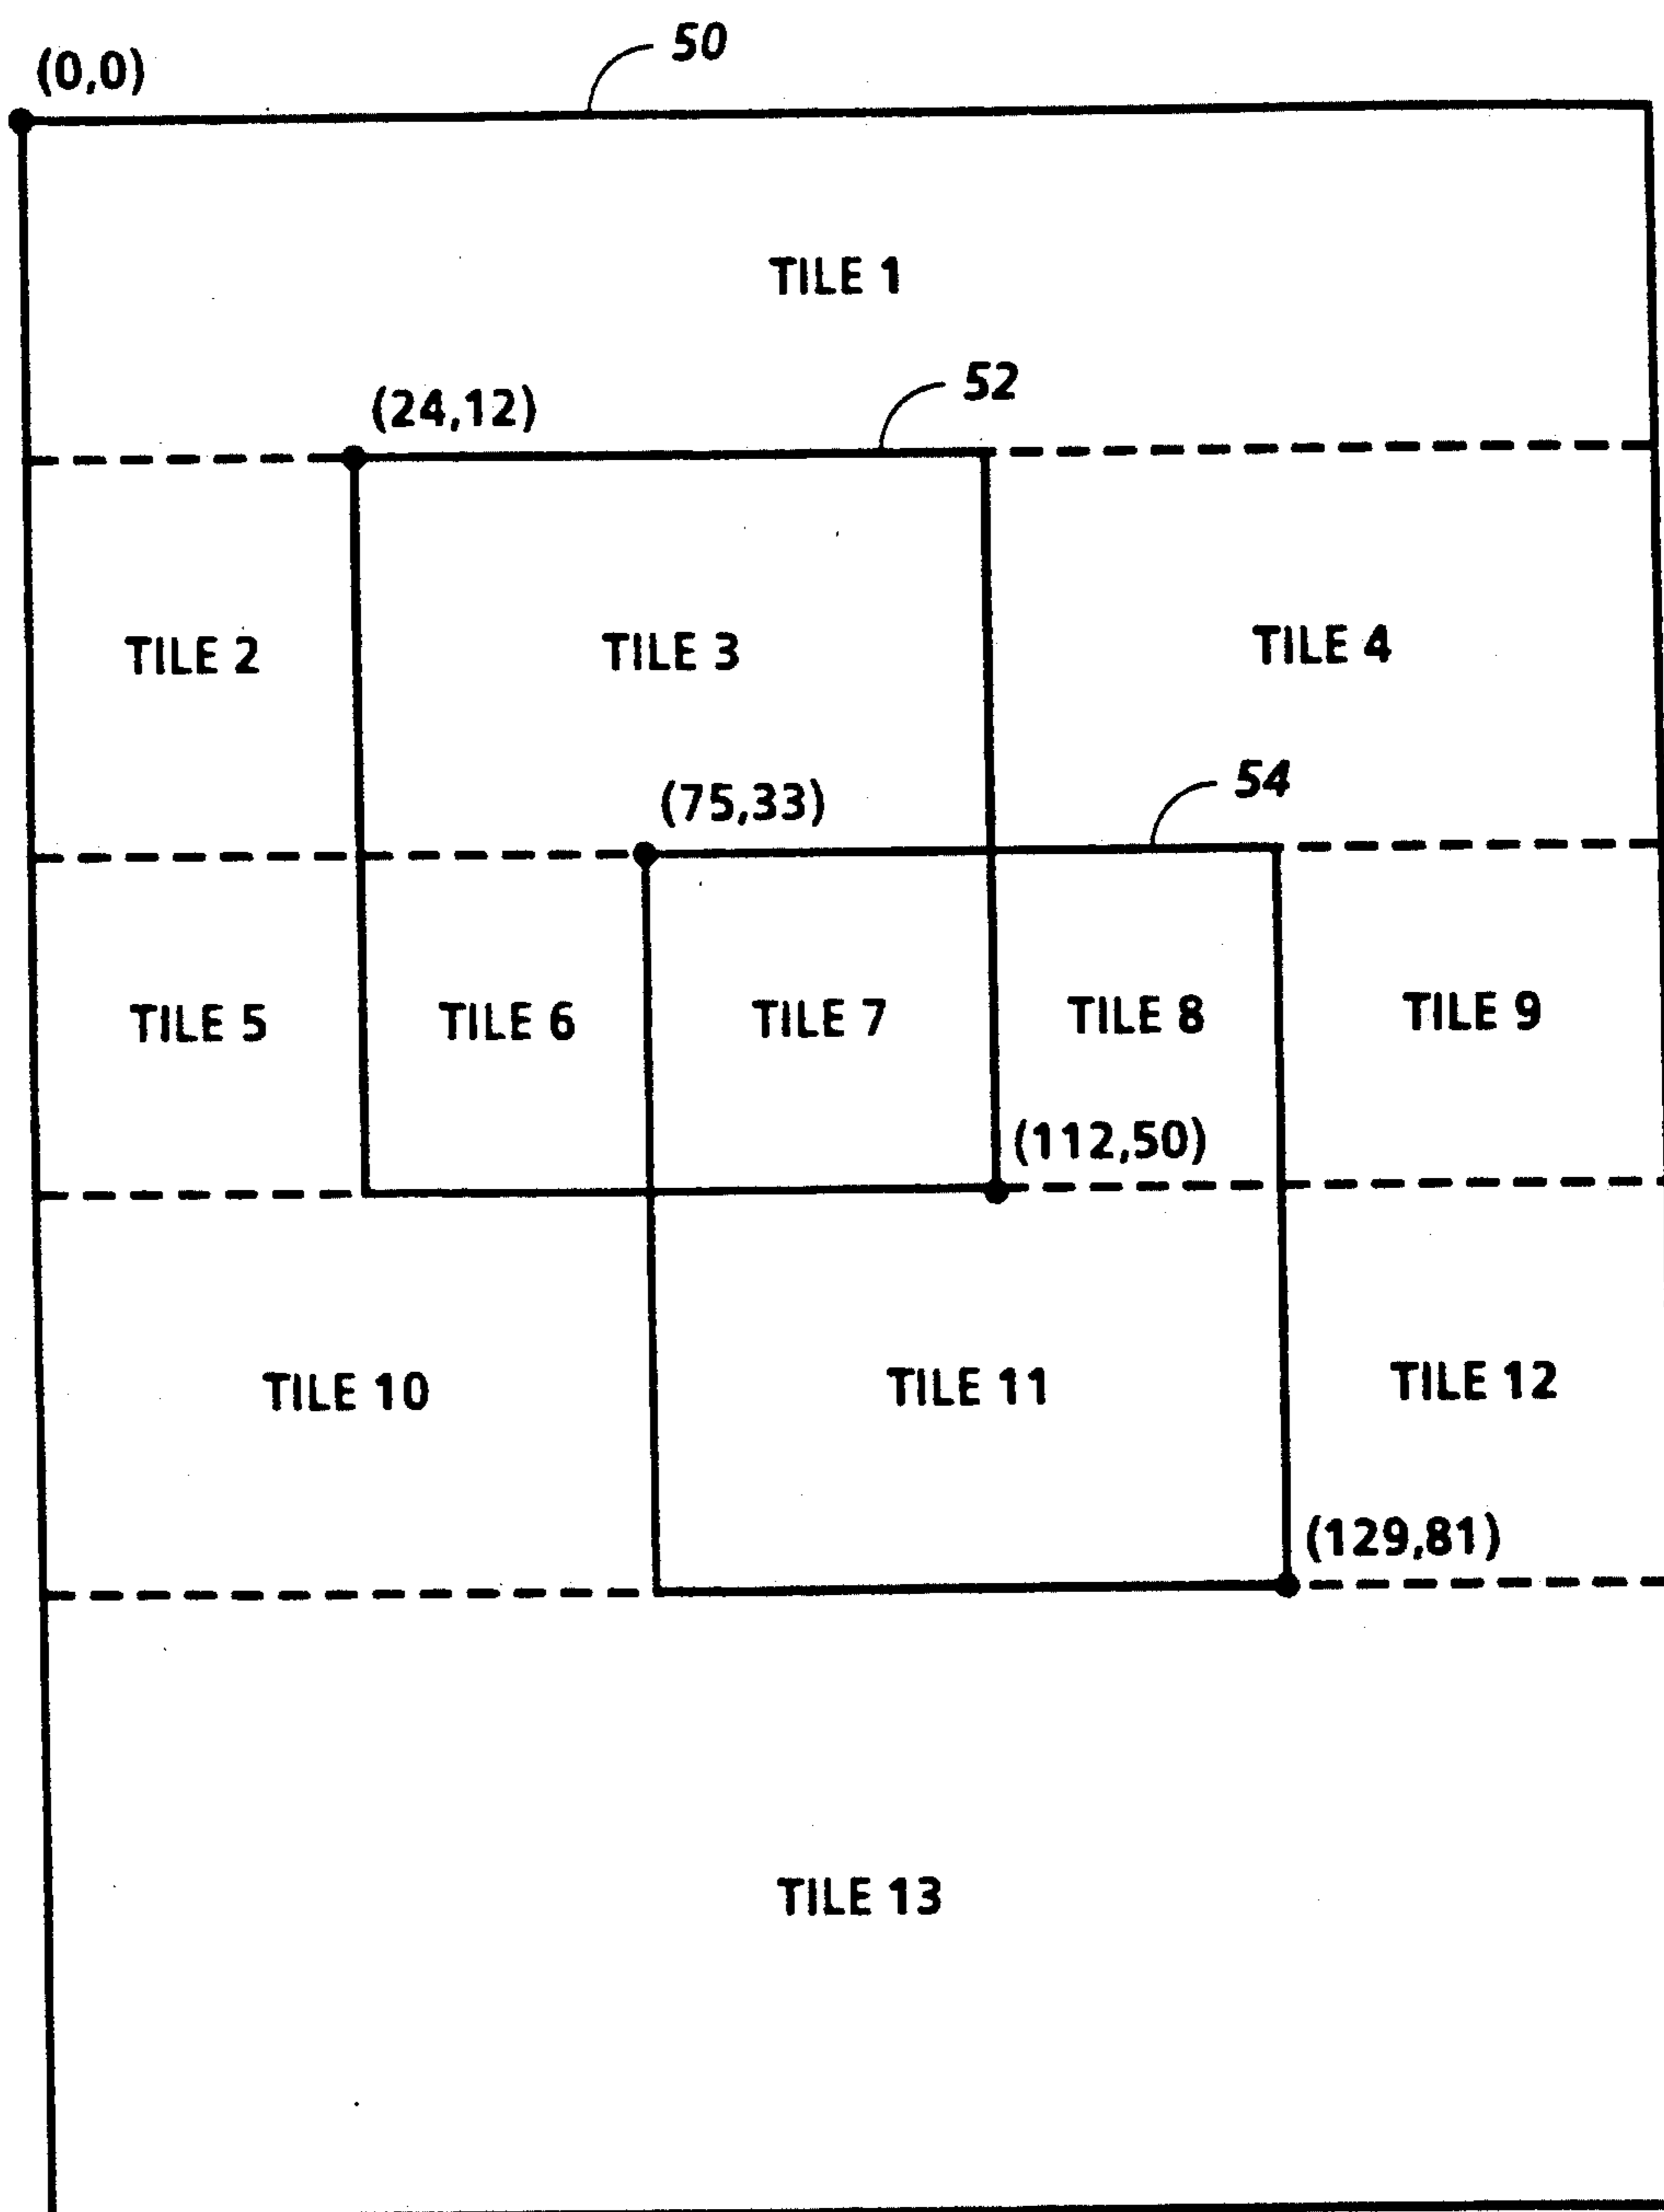 50
(0,0)
TILE 1
52
(24,12)
TILE 2 TILE 3 TILE 4
54
(75,33)
TILE 5 TILE 6 TILE 7 TILE 8 TILE 9
(112,50)
TILE 10 TILE 11 TILE 12
(129,81)
TILE 13